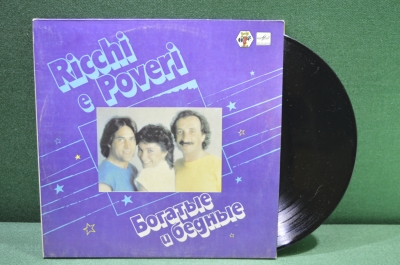 Ricchi
e Poveri
Богатые
и бедные